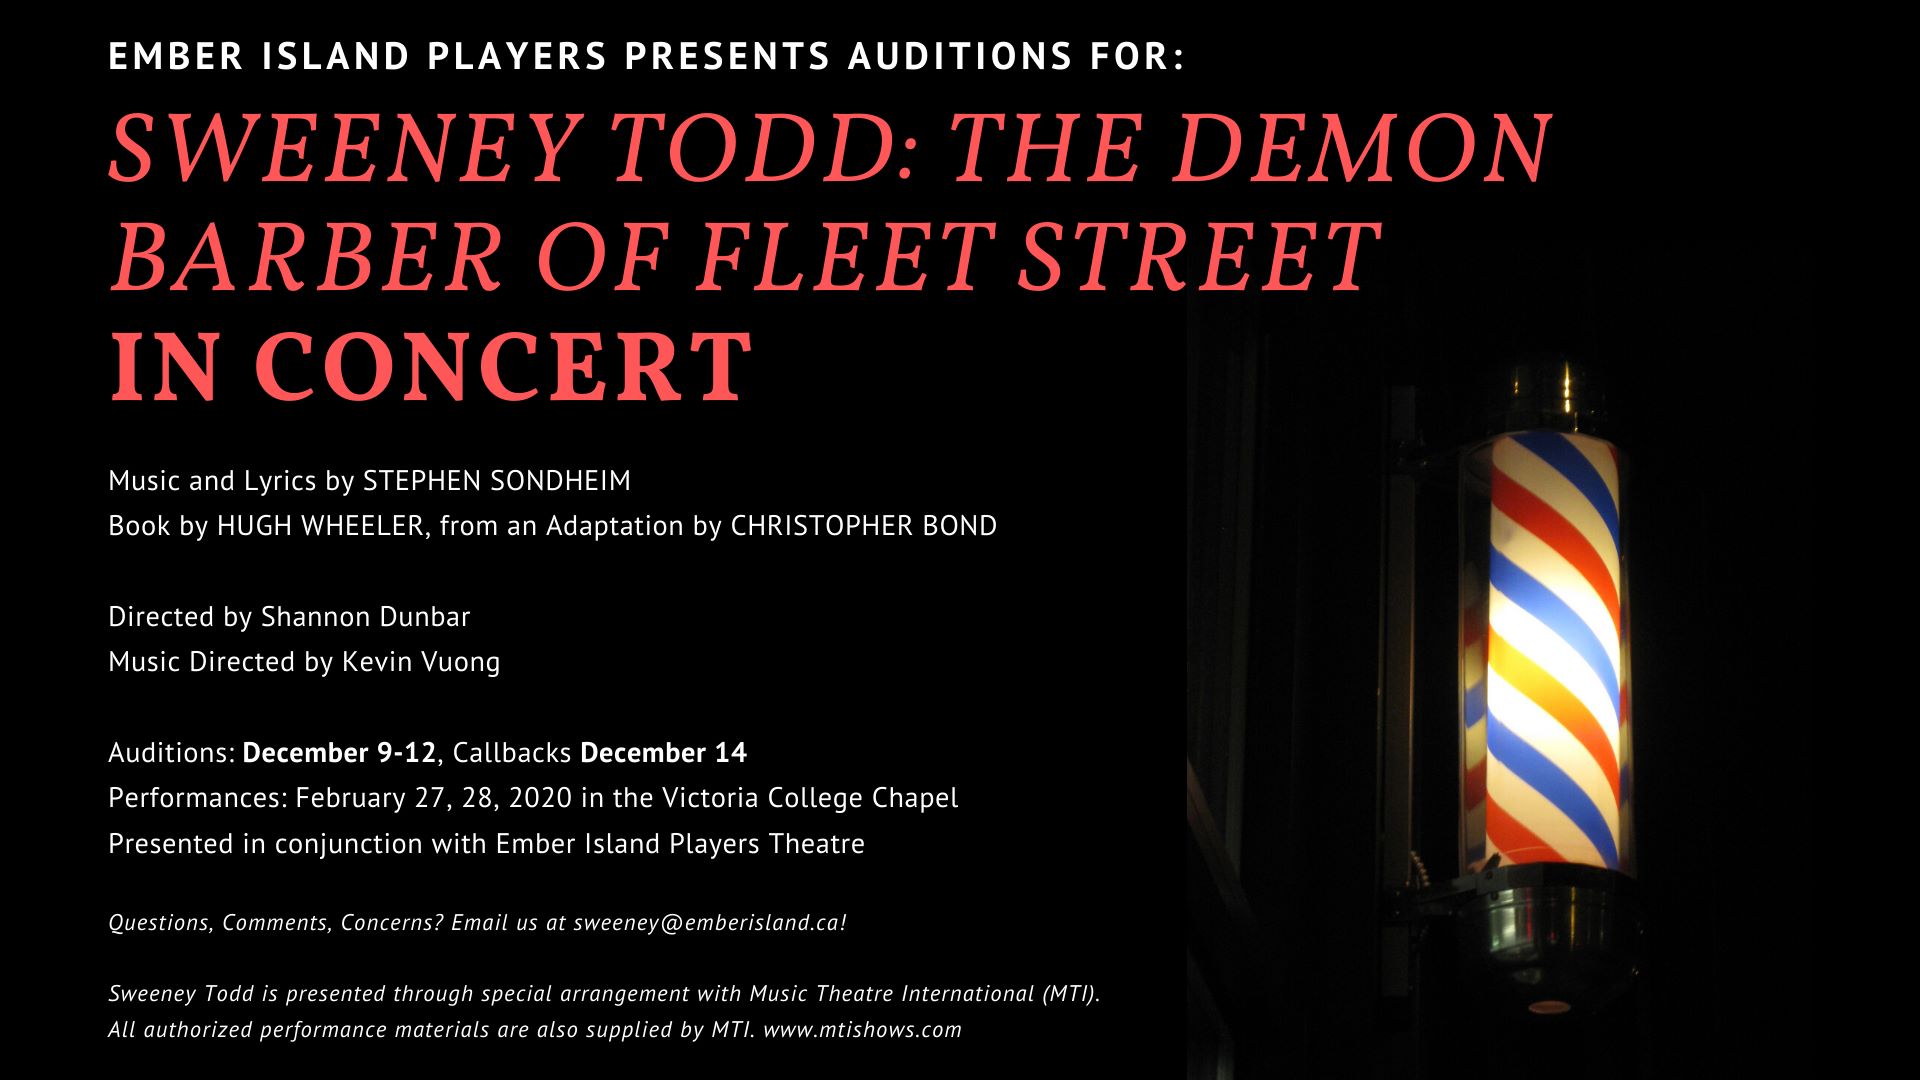 EMBER ISLAND PLAYERS PRESENTS AUDITIONS FOR:
SWEENEY TODD: THE DEMON
BARBER OF FLEET STREET
IN CONCERT
Music and Lyrics by STEPHEN SONDHEIM
Book by HUGH WHEELER, from an Adaptation by CHRISTOPHER BOND
Directed by Shannon Dunbar
Music Directed by Kevin Vuong
Auditions: December 9-12, Callbacks December 14
Performances: February 27, 28, 2020 in the Victoria College Chapel
Presented in conjunction with Ember Island Players Theatre
Questions, Comments, Concerns? Email us at sweeney@emberisland.ca!
Sweeney Todd is presented through special arrangement with Music Theatre International (MTI).
All authorized performance materials are also supplied by MTI. www.mtishows.com